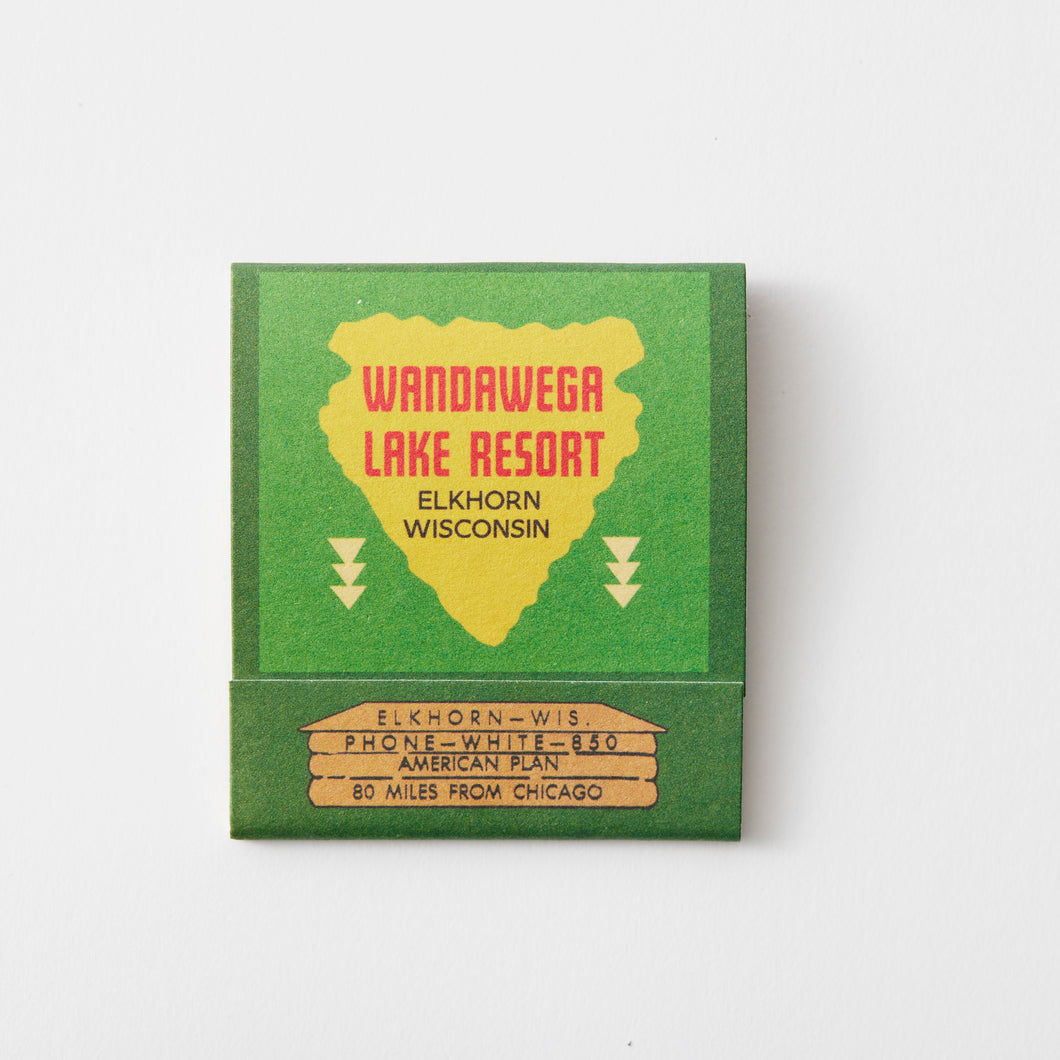 WANDAWEGA
LAKE RESORT
ELKHORN
WISCONSIN
ELKHORN—WIS.
PHONE—WHITE—850
AMERICAN PLAN
80 MILES FROM CHICAGO